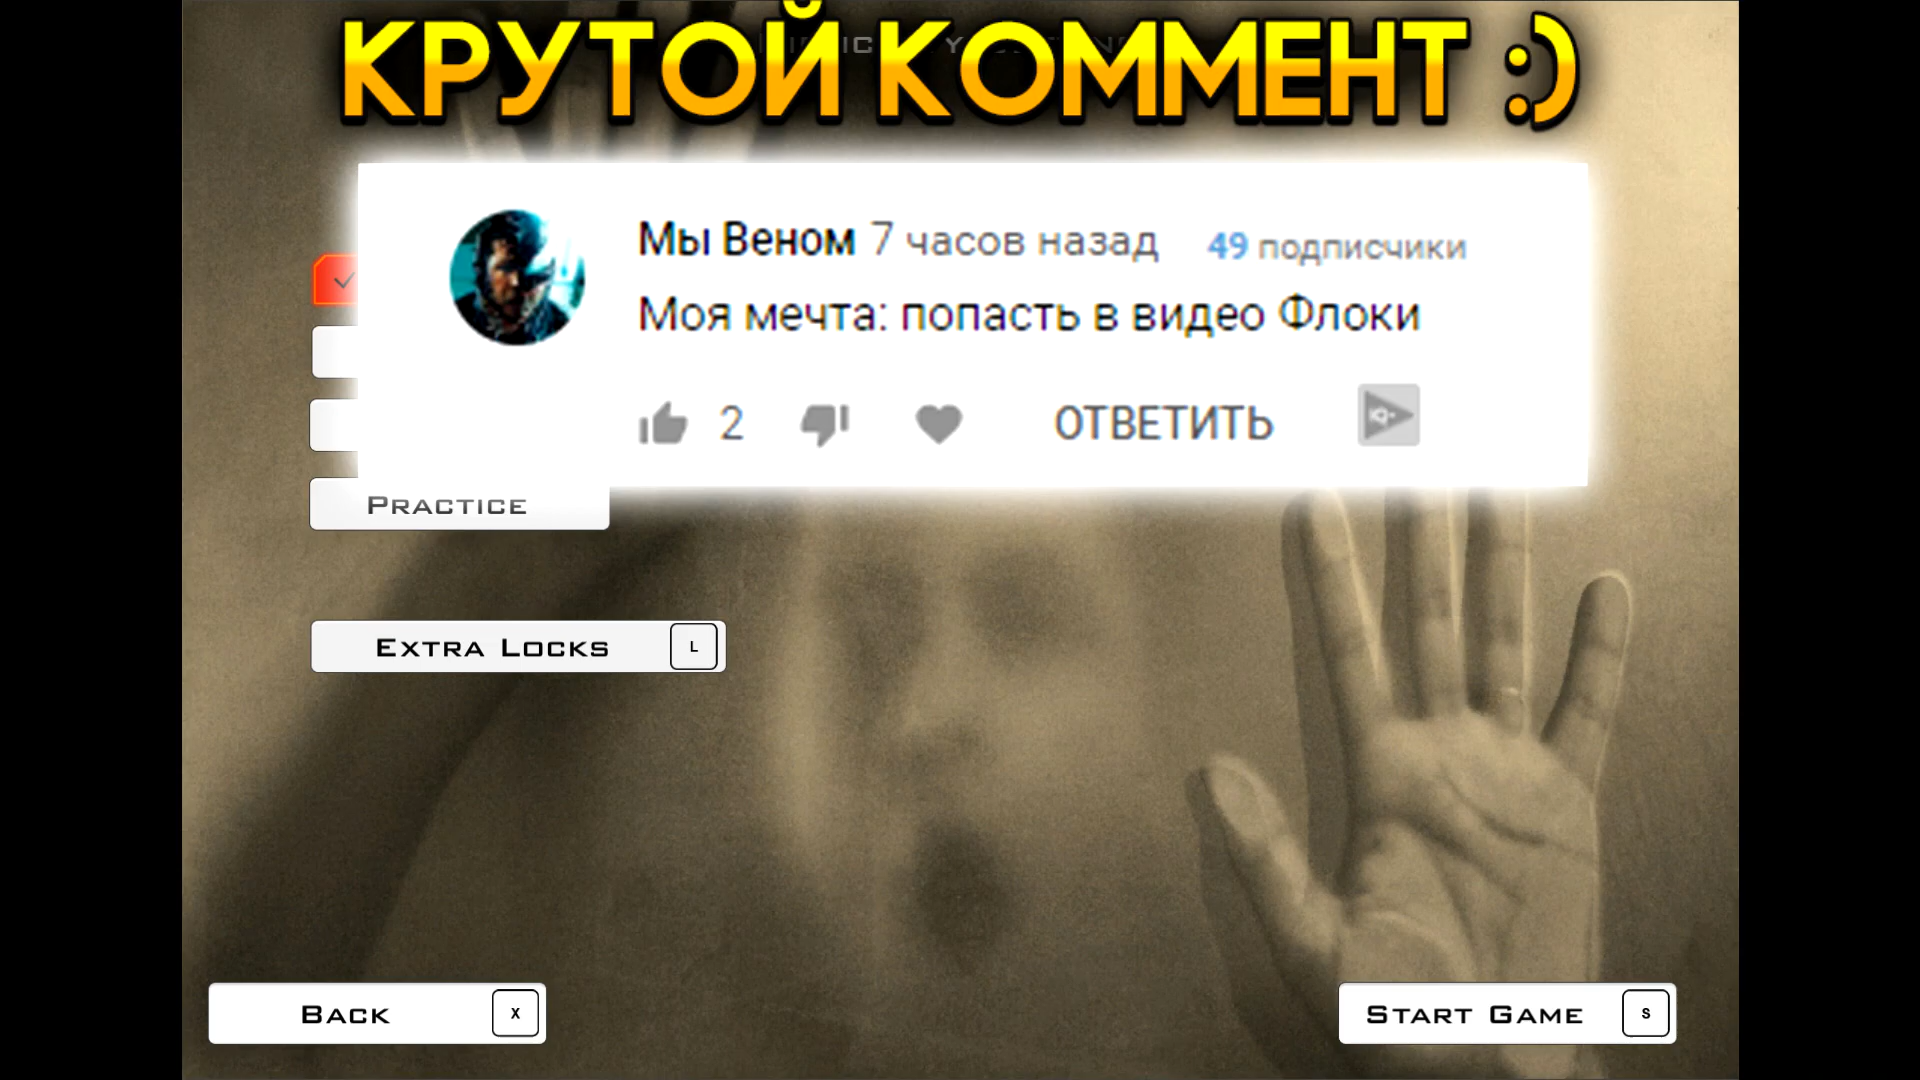 КРУТОЙ КОММЕНТ :)
Мы Веном 7 часов назад 49 подписчики
Моя мечта: попасть в видео Флоки
2 ОТВЕТИТЬ
PRACTICE
EXTRA LOCKS L
BACK X
START GAME S